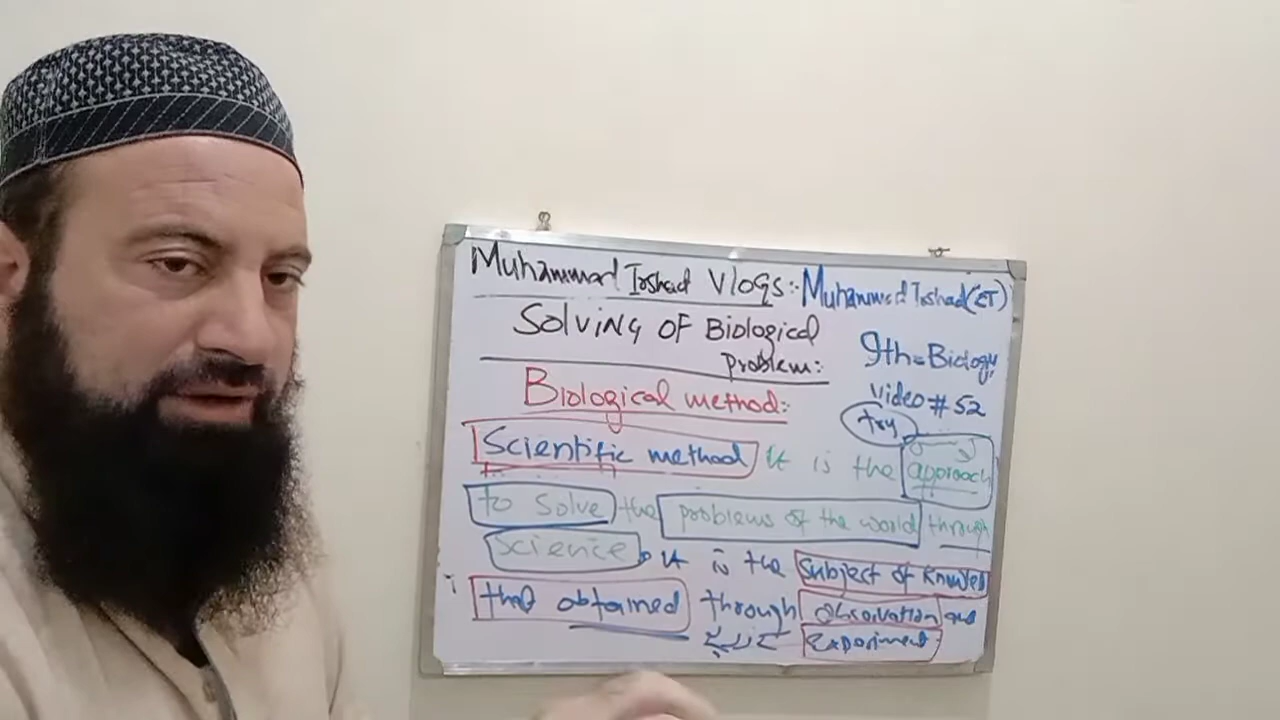 Muhammad Irshad Vlogs:- Muhammad Irshad (CT)
Solving OF Biological
problem:
9th=Biology
Video # 52
Biological method:
try
Scientific method it is the approach
to solve the problems of the world through
science. it is the subject of knowled
that obtained through observation and
Experiment